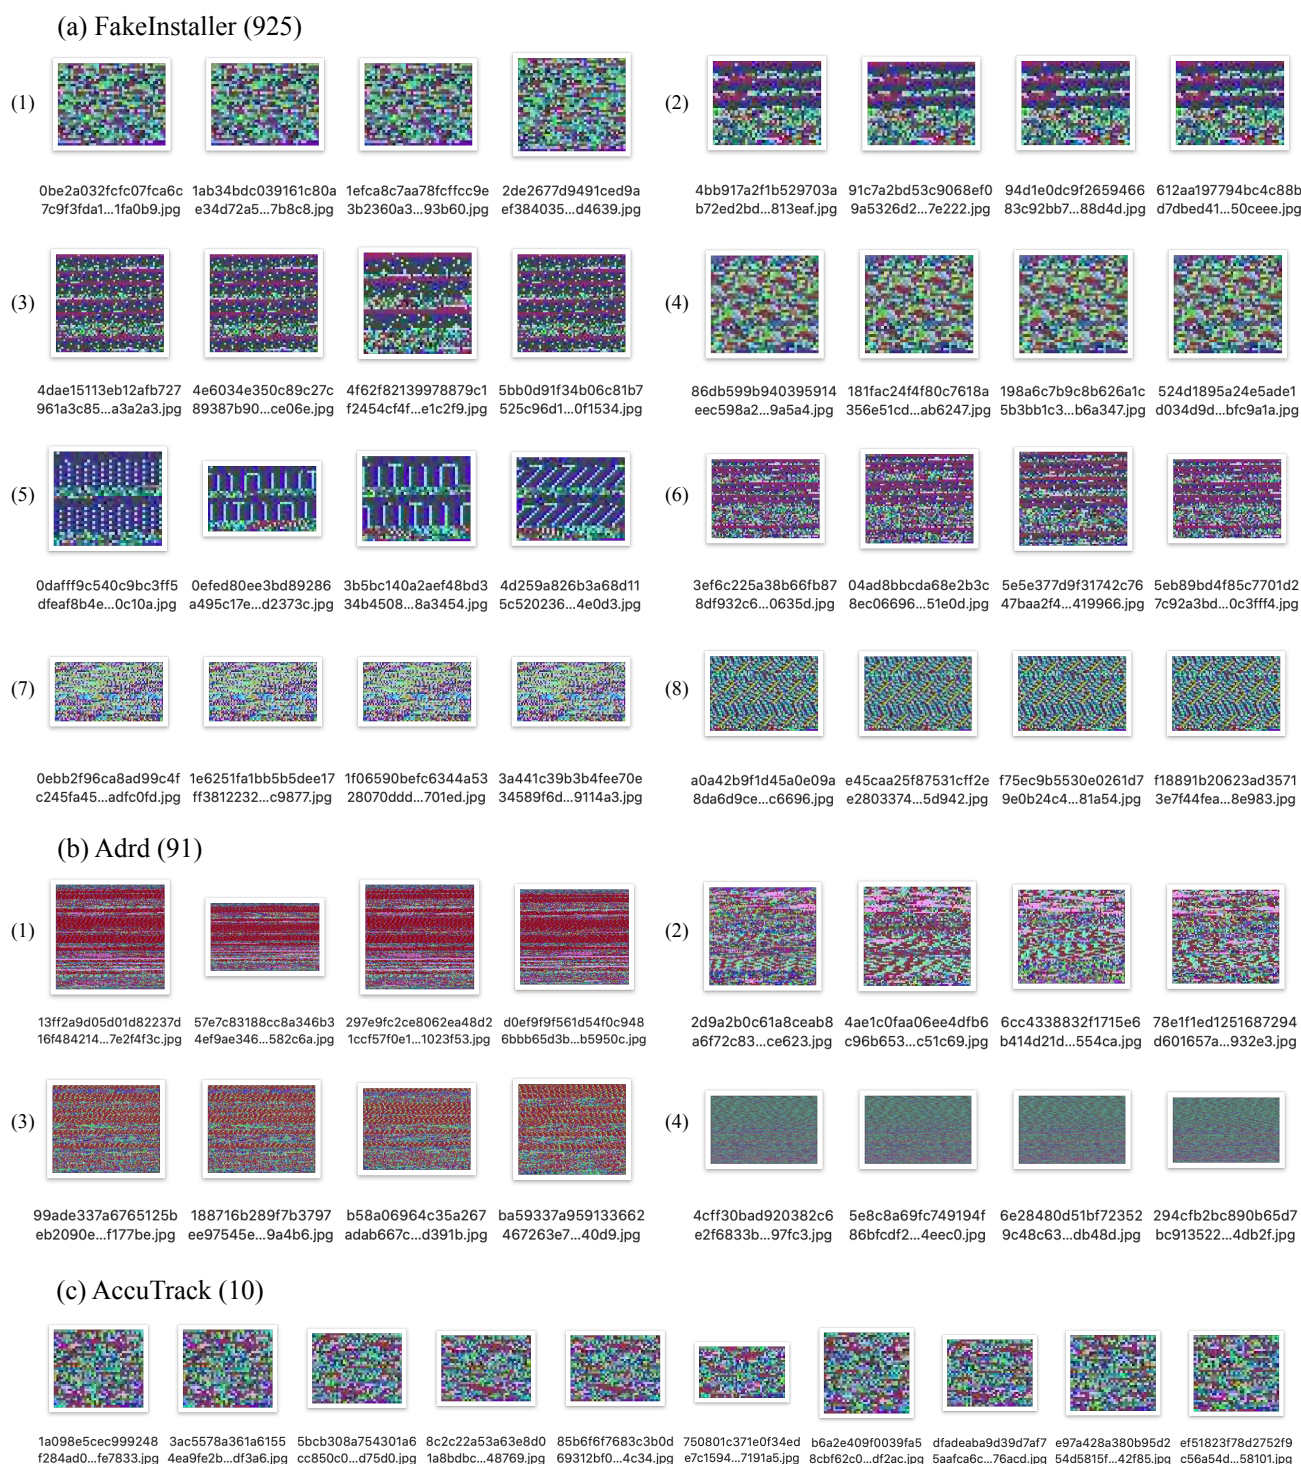 (a) FakeInstaller (925)
(1)
0be2a032fcfc07fca6c 1ab34bdc039161c80a 1efca8c7aa78fcffcc9e 2de2677d9491ced9a
7c9f3fda1...1fa0b9.jpg e34d72a5...7b8c8.jpg 3b2360a3...93b60.jpg ef384035...d4639.jpg
(2)
4bb917a2f1b529703a 91c7a2bd53c9068ef0 94d1e0dc9f2659466 612aa197794bc4c88b
b72ed2bd...813eaf.jpg 9a5326d2...7e222.jpg 83c92bb7...88d4d.jpg d7dbed41...50ceee.jpg
(3)
4dae15113eb12afb727 4e6034e350c89c27c 4f62f82139978879c1 5bb0d91f34b06c81b7
961a3c85...a3a2a3.jpg 89387b90...ce06e.jpg f2454cf4f...e1c2f9.jpg 525c96d1...0f1534.jpg
(4)
86db599b940395914 181fac24f4f80c7618a 198a6c7b9c8b626a1c 524d1895a24e5ade1
eec598a2...9a5a4.jpg 356e51cd...ab6247.jpg 5b3bb1c3...b6a347.jpg d034d9d...bfc9a1a.jpg
(5)
0dafff9c540c9bc3ff5 0efed80ee3bd89286 3b5bc140a2aef48bd3 4d259a826b3a68d11
dfeaf8b4e...0c10a.jpg a495c17e...d2373c.jpg 34b4508...8a3454.jpg 5c520236...4e0d3.jpg
(6)
3ef6c225a38b66fb87 04ad8bbcda68e2b3c 5e5e377d9f31742c76 5eb89bd4f85c7701d2
8df932c6...0635d.jpg 8ec06696...51e0d.jpg 47baa2f4...419966.jpg 7c92a3bd...0c3fff4.jpg
(7)
0ebb2f96ca8ad99c4f 1e6251fa1bb5b5dee17 1f06590befc6344a53 3a441c39b3b4fee70e
c245fa45...adfc0fd.jpg ff3812232...c9877.jpg 28070ddd...701ed.jpg 34589f6d...9114a3.jpg
(8)
a0a42b9f1d45a0e09a e45caa25f87531cff2e f75ec9b5530e0261d7 f18891b20623ad3571
8da6d9ce...c6696.jpg e2803374...5d942.jpg 9e0b24c4...81a54.jpg 3e7f44fea...8e983.jpg
(b) Adrd (91)
(1)
13ff2a9d05d01d82237d 57e7c83188cc8a346b3 297e9fc2ce8062ea48d2 d0ef9f9f561d54f0c948
16f484214...7e2f4f3c.jpg 4ef9ae346...582c6a.jpg 1ccf57f0e1...1023f53.jpg 6bbb65d3b...b5950c.jpg
(2)
2d9a2b0c61a8ceab8 4ae1c0faa06ee4dfb6 6cc4338832f1715e6 78e1f1ed1251687294
a6f72c83...ce623.jpg c96b653...c51c69.jpg b414d21d...554ca.jpg d601657a...932e3.jpg
(3)
99ade337a6765125b 188716b289f7b3797 b58a06964c35a267 ba59337a959133662
eb2090e...f177be.jpg ee97545e...9a4b6.jpg adab667c...d391b.jpg 467263e7...40d9.jpg
(4)
4cff30bad920382c6 5e8c8a69fc749194f 6e28480d51bf72352 294cfb2bc890b65d7
e2f6833b...97fc3.jpg 86bfcdf2...4eec0.jpg 9c48c63...db48d.jpg bc913522...4db2f.jpg
(c) AccuTrack (10)
1a098e5cec999248 3ac5578a361a6155 5bcb308a754301a6 8c2c22a53a63e8d0 85b6f6f7683c3b0d 750801c371e0f34ed b6a2e409f0039fa5 dfadeaba9d39d7af7 e97a428a380b95d2 ef51823f78d2752f9
f284ad0...fe7833.jpg 4ea9fe2b...df3a6.jpg cc850c0...d75d0.jpg 1a8bdbc...48769.jpg 69312bf0...4c34.jpg e7c1594...7191a5.jpg 8cbf62c0...df2ac.jpg 5aafca6c...76acd.jpg 54d5815f...42f85.jpg c56a54d...58101.jpg